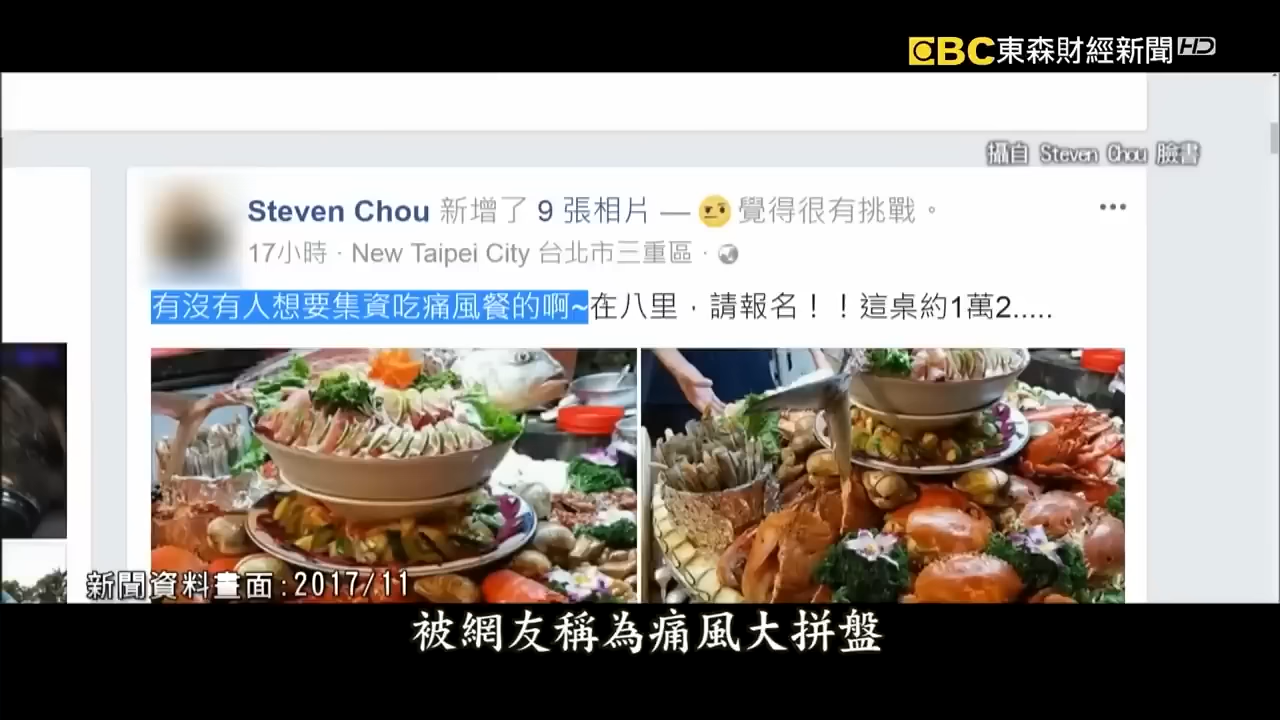 EBC東森財經新聞HD
攝自 Steven Chou 臉書
Steven Chou 新增了 9 張相片 — 覺得很有挑戰。
17小時 · New Taipei City 台北市三重區 ·
有沒有人想要集資吃痛風餐的啊~在八里，請報名！！這桌約1萬2.....
新聞資料畫面:2017/11
被網友稱為痛風大拼盤